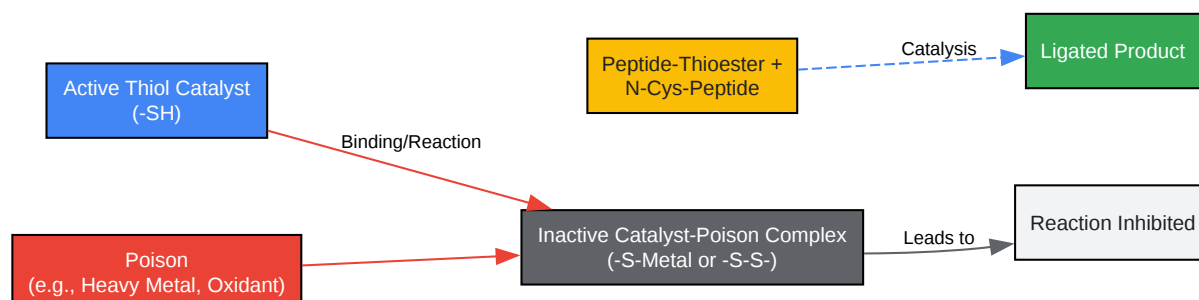 Active Thiol Catalyst
(-SH)
Binding/Reaction
Poison
(e.g., Heavy Metal, Oxidant)
Peptide-Thioester +
N-Cys-Peptide
Catalysis
Ligated Product
Inactive Catalyst-Poison Complex
(-S-Metal or -S-S-)
Leads to
Reaction Inhibited